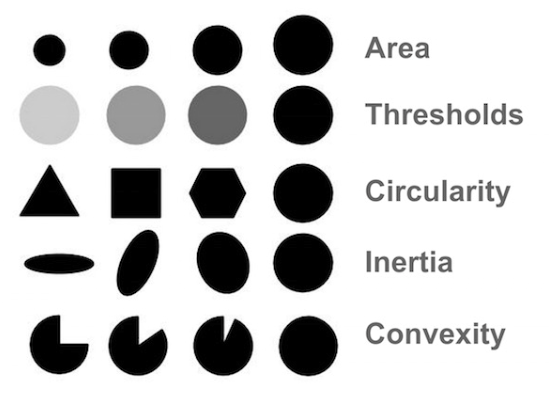 Area
Thresholds
Circularity
Inertia
Convexity